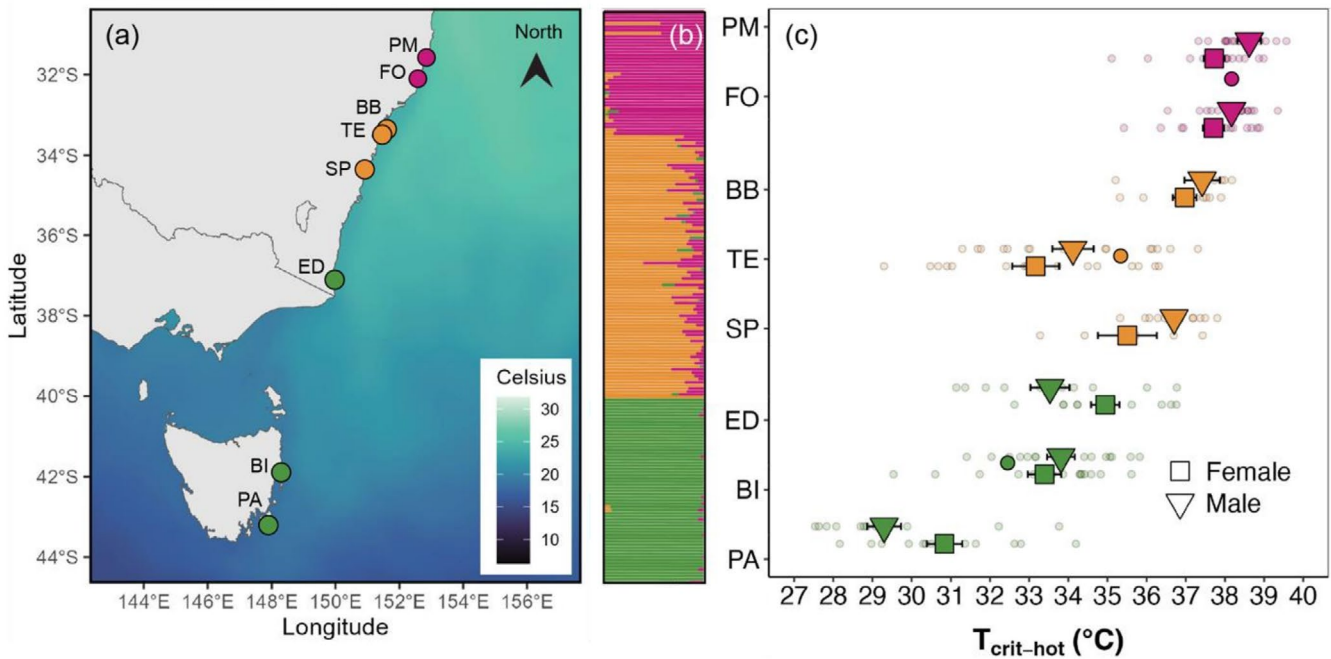 (a)
North
PM
FO
BB
TE
SP
ED
BI
PA
32°S
34°S
36°S
38°S
40°S
42°S
44°S
Latitude
Celsius
30
25
20
15
10
144°E 146°E 148°E 150°E 152°E 154°E 156°E
Longitude
(b)
(c)
PM
FO
BB
TE
SP
ED
BI
PA
Female
Male
27 28 29 30 31 32 33 34 35 36 37 38 39 40
Tcrit–hot (°C)